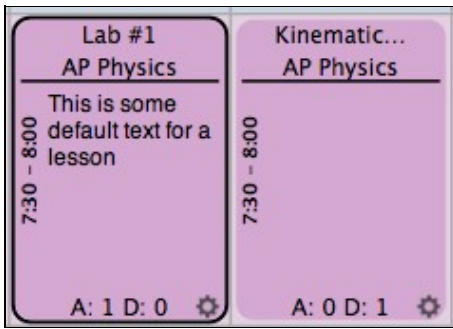 Lab #1
AP Physics
This is some
default text for a
lesson
7:30 - 8:00
A: 1 D: 0
Kinematic...
AP Physics
7:30 - 8:00
A: 0 D: 1